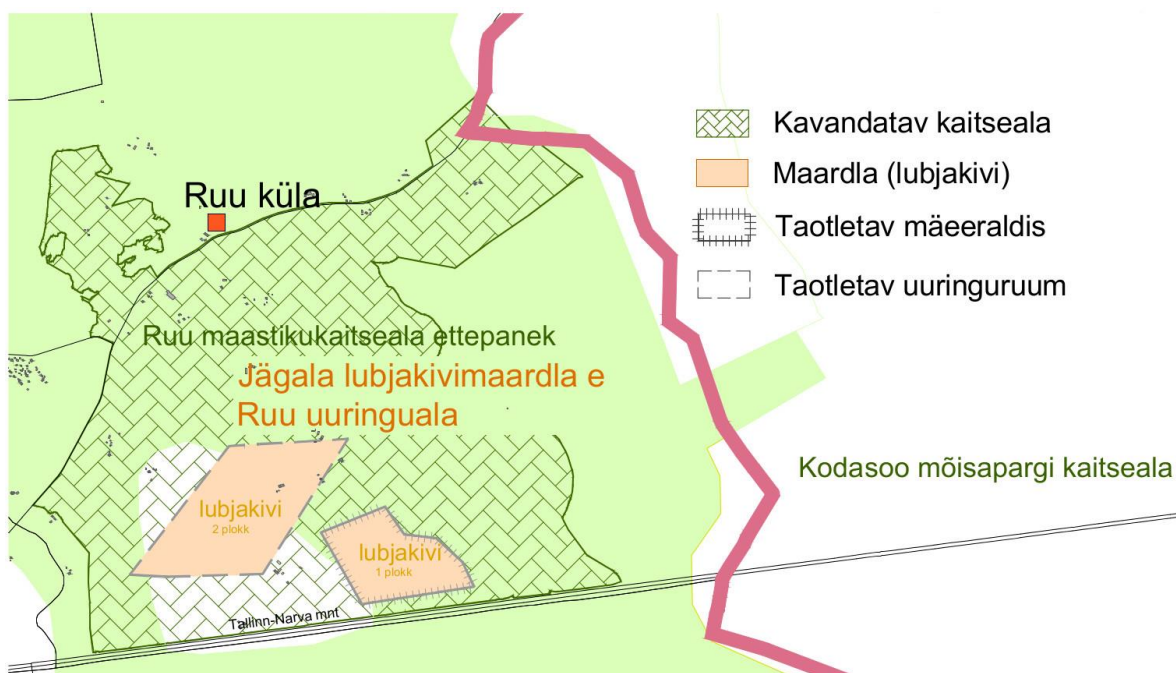 Kavandatav kaitseala
Maardla (lubjakivi)
Taotletav mäeeraldis
Taotletav uuringuruum
Ruu küla
Ruu maastikukaitseala ettepanek
Jägala lubjakivimaardla e
Ruu uuringuala
Kodasoo mõisapargi kaitseala
lubjakivi
2 plokk
lubjakivi
1 plokk
Tallinn-Narva mnt